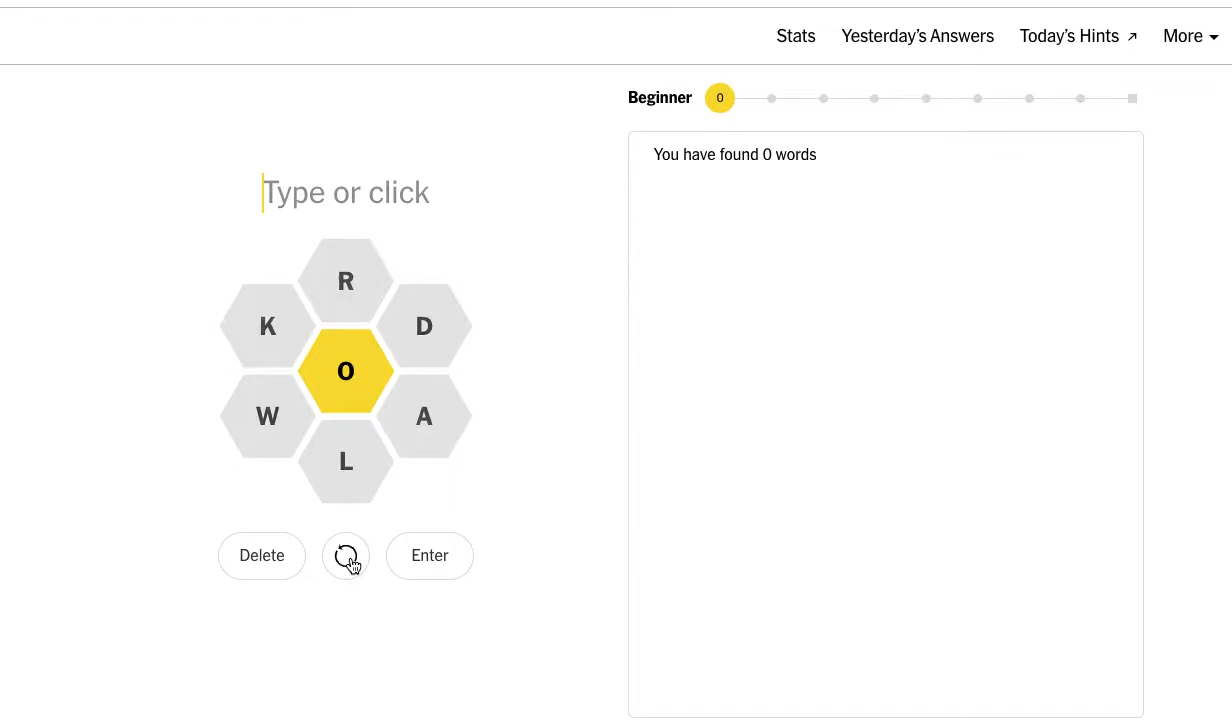 Stats Yesterday's Answers Today's Hints ↗ More
Beginner 0
You have found 0 words
Type or click
R
K D
O
W A
L
Delete Enter